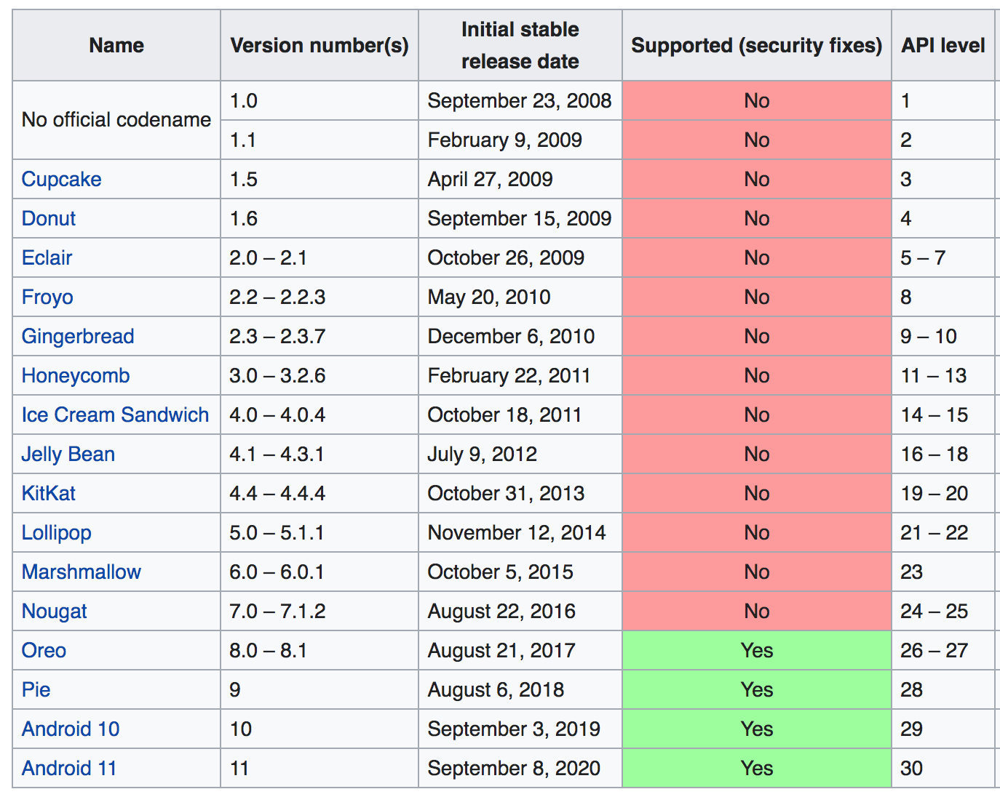 Name Version number(s) Initial stable release date Supported (security fixes) API level
No official codename 1.0 September 23, 2008 No 1
1.1 February 9, 2009 No 2
Cupcake 1.5 April 27, 2009 No 3
Donut 1.6 September 15, 2009 No 4
Eclair 2.0 – 2.1 October 26, 2009 No 5 – 7
Froyo 2.2 – 2.2.3 May 20, 2010 No 8
Gingerbread 2.3 – 2.3.7 December 6, 2010 No 9 – 10
Honeycomb 3.0 – 3.2.6 February 22, 2011 No 11 – 13
Ice Cream Sandwich 4.0 – 4.0.4 October 18, 2011 No 14 – 15
Jelly Bean 4.1 – 4.3.1 July 9, 2012 No 16 – 18
KitKat 4.4 – 4.4.4 October 31, 2013 No 19 – 20
Lollipop 5.0 – 5.1.1 November 12, 2014 No 21 – 22
Marshmallow 6.0 – 6.0.1 October 5, 2015 No 23
Nougat 7.0 – 7.1.2 August 22, 2016 No 24 – 25
Oreo 8.0 – 8.1 August 21, 2017 Yes 26 – 27
Pie 9 August 6, 2018 Yes 28
Android 10 10 September 3, 2019 Yes 29
Android 11 11 September 8, 2020 Yes 30